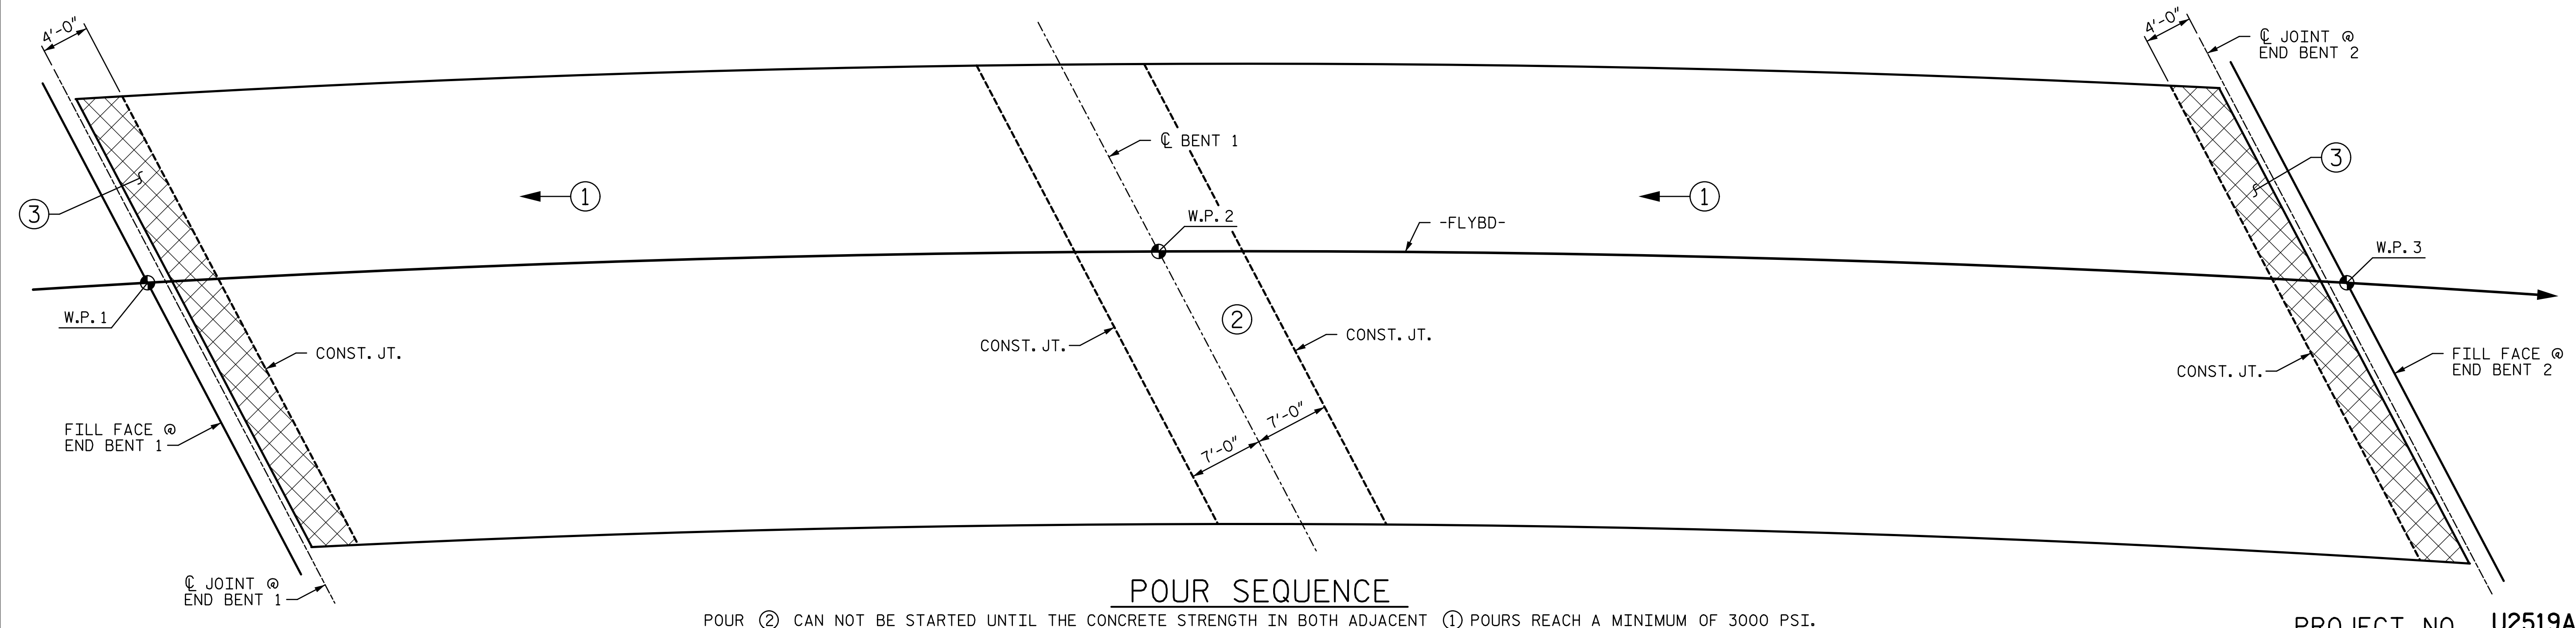 4'-0"
4'-0"
℄ JOINT @
END BENT 2
℄ BENT 1
3
1
1
3
W.P. 2
-FLYBD-
W.P. 3
W.P. 1
2
CONST. JT.
CONST. JT.
CONST. JT.
CONST. JT.
FILL FACE @
END BENT 2
FILL FACE @
END BENT 1
7'-0"
7'-0"
℄ JOINT @
END BENT 1
POUR SEQUENCE
POUR ② CAN NOT BE STARTED UNTIL THE CONCRETE STRENGTH IN BOTH ADJACENT ① POURS REACH A MINIMUM OF 3000 PSI.
PROJECT NO. U2519A